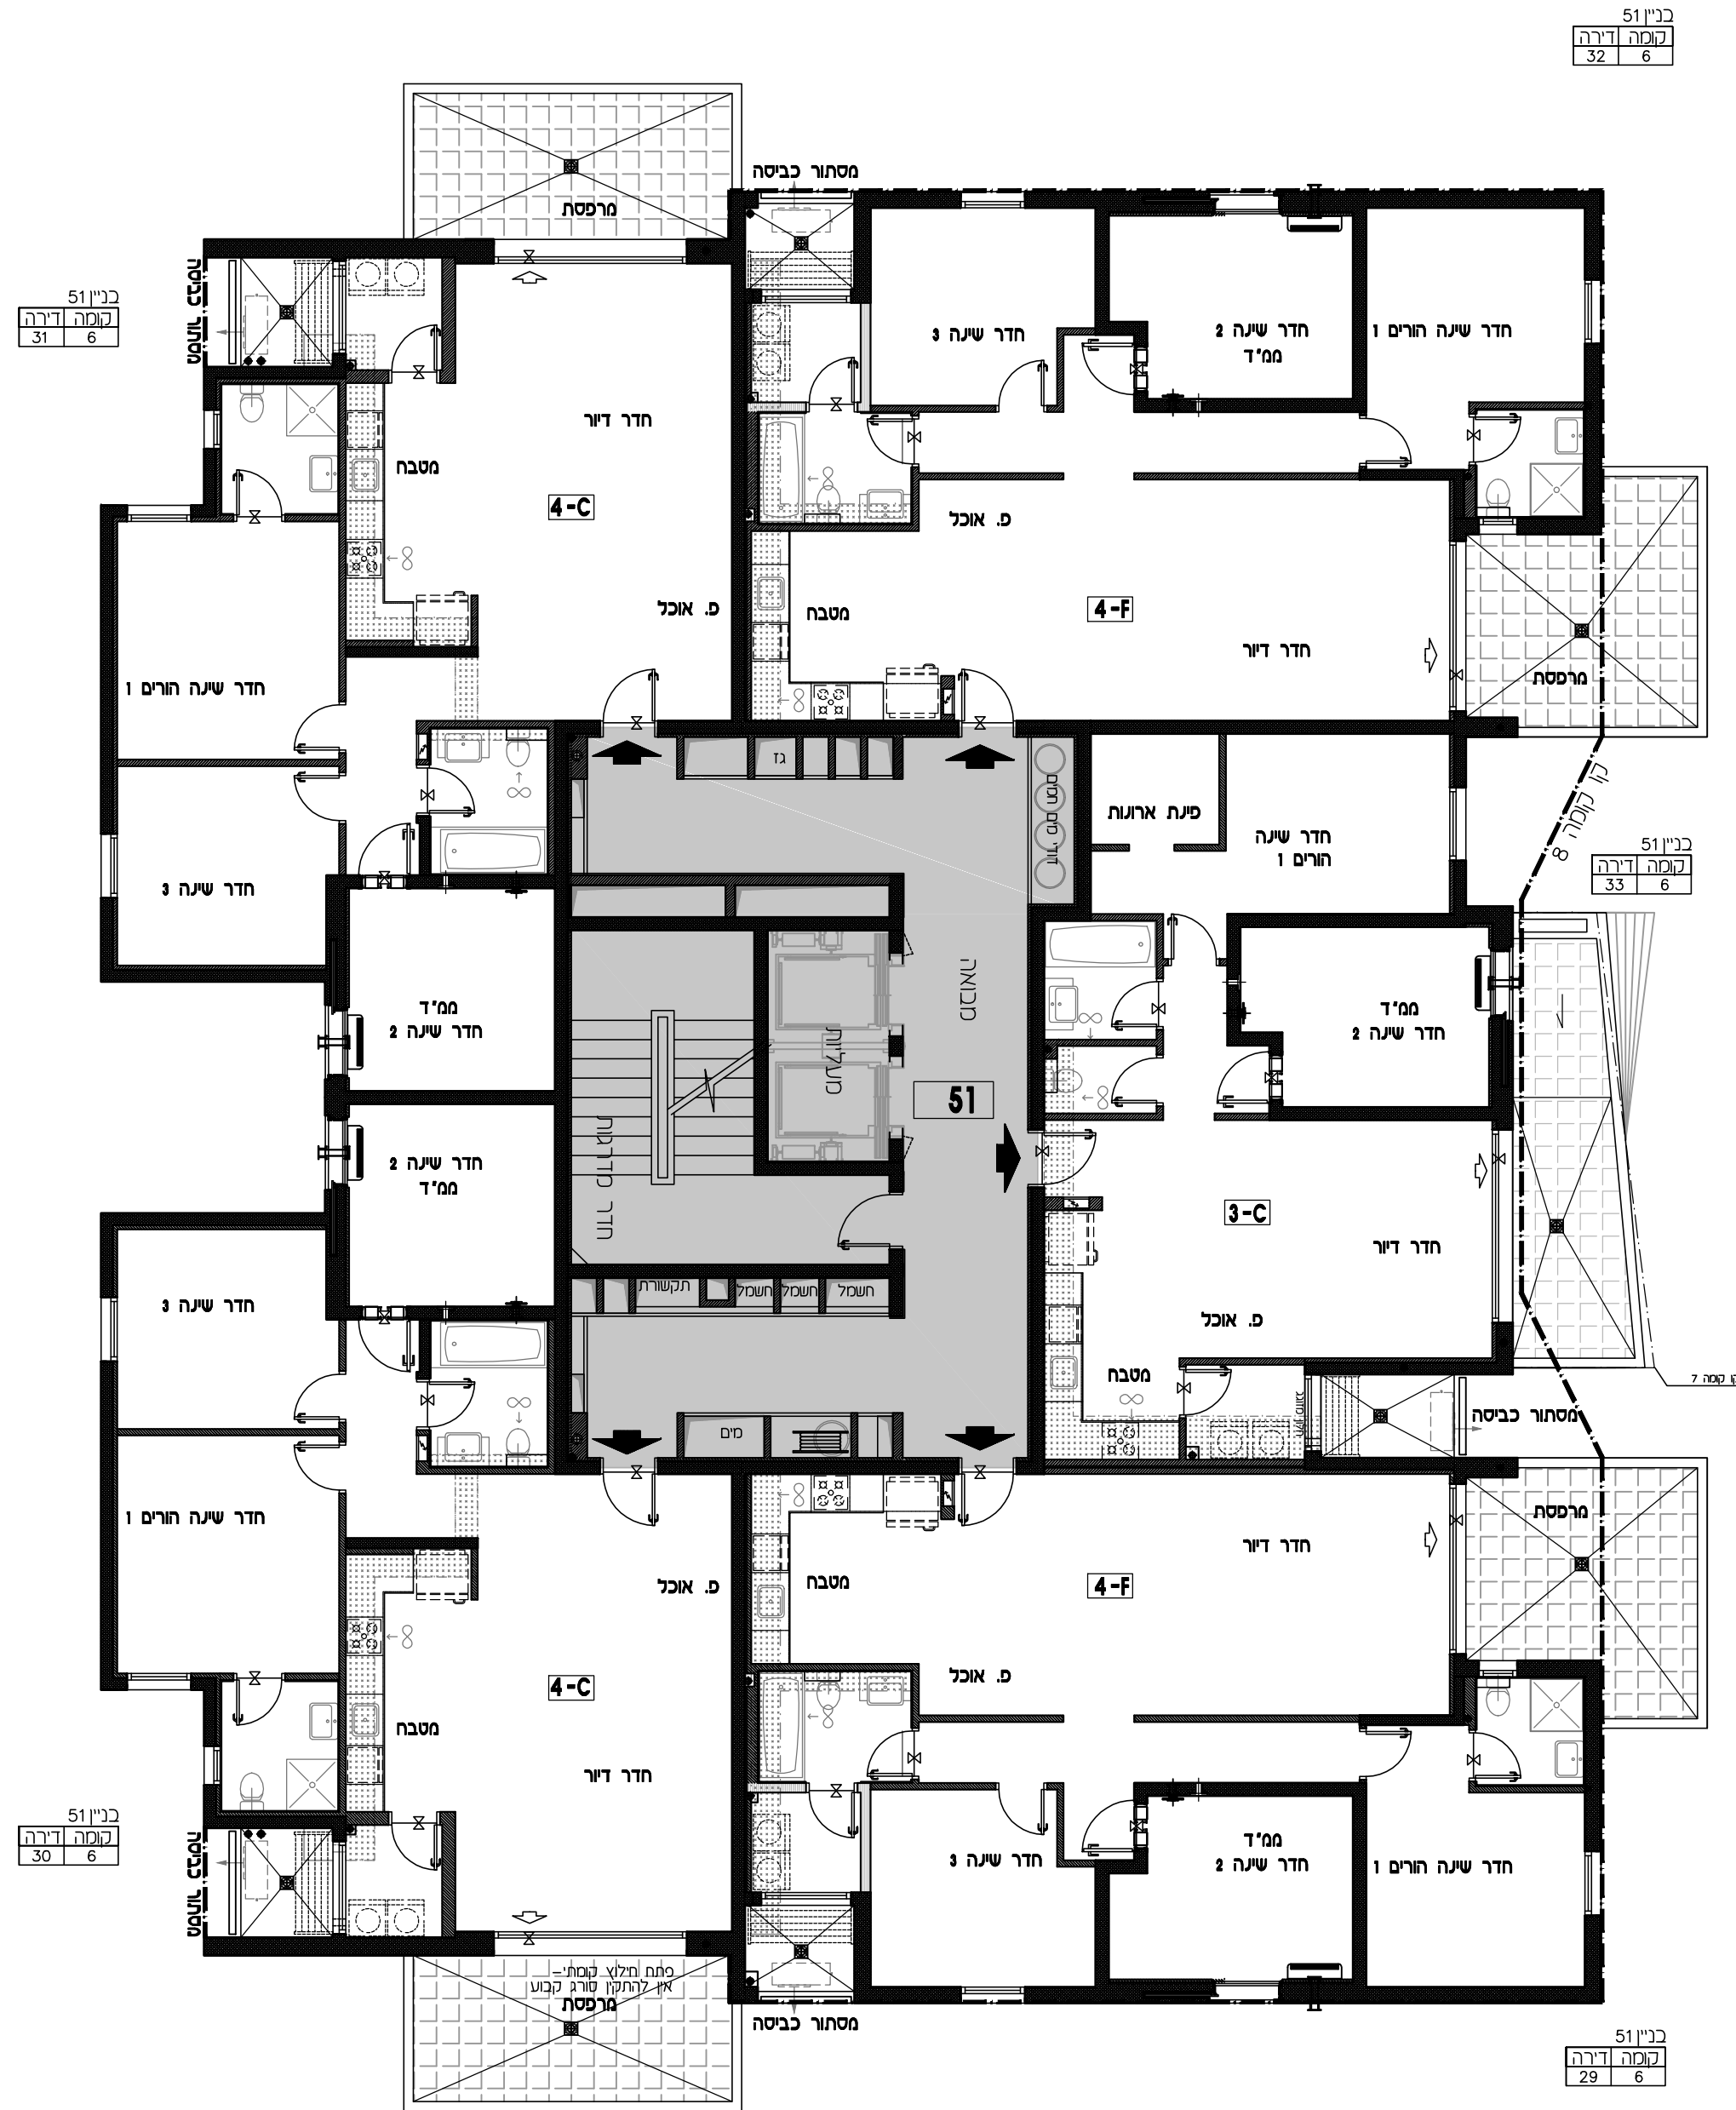 בניין 51
קומה דירה
6 32
מסתור כביסה
מרפסת
מסתור כביסה
בניין 51
קומה דירה
6 31
חדר שינה 3
חדר שינה 2
ממ"ד
חדר שינה הורים 1
חדר דיור
מטבח
4-C
פ. אוכל
פ. אוכל
4-F
מטבח
חדר דיור
מרפסת
חדר שינה הורים 1
גז
דודי מים חמים
פינת ארונות
חדר שינה
הורים 1
קו קומה 8
בניין 51
קומה דירה
6 33
חדר שינה 3
ממ"ד
חדר שינה 2
מבואה
מעליות
ממ"ד
חדר שינה 2
51
חדר מדרגות
חדר שינה 2
ממ"ד
3-C
חדר דיור
פ. אוכל
חדר שינה 3
תקשורת
חשמל
חשמל
חשמל
מטבח
קו קומה 7
מסתור כביסה
מים
חדר שינה הורים 1
מרפסת
חדר דיור
פ. אוכל
מטבח
4-F
פ. אוכל
4-C
מטבח
חדר דיור
בניין 51
קומה דירה
6 30
מסתור כביסה
חדר שינה 3
ממ"ד
חדר שינה 2
חדר שינה הורים 1
פתח חילוץ קומתי-
אין להתקין סורג קבוע
מרפסת
מסתור כביסה
בניין 51
קומה דירה
6 29